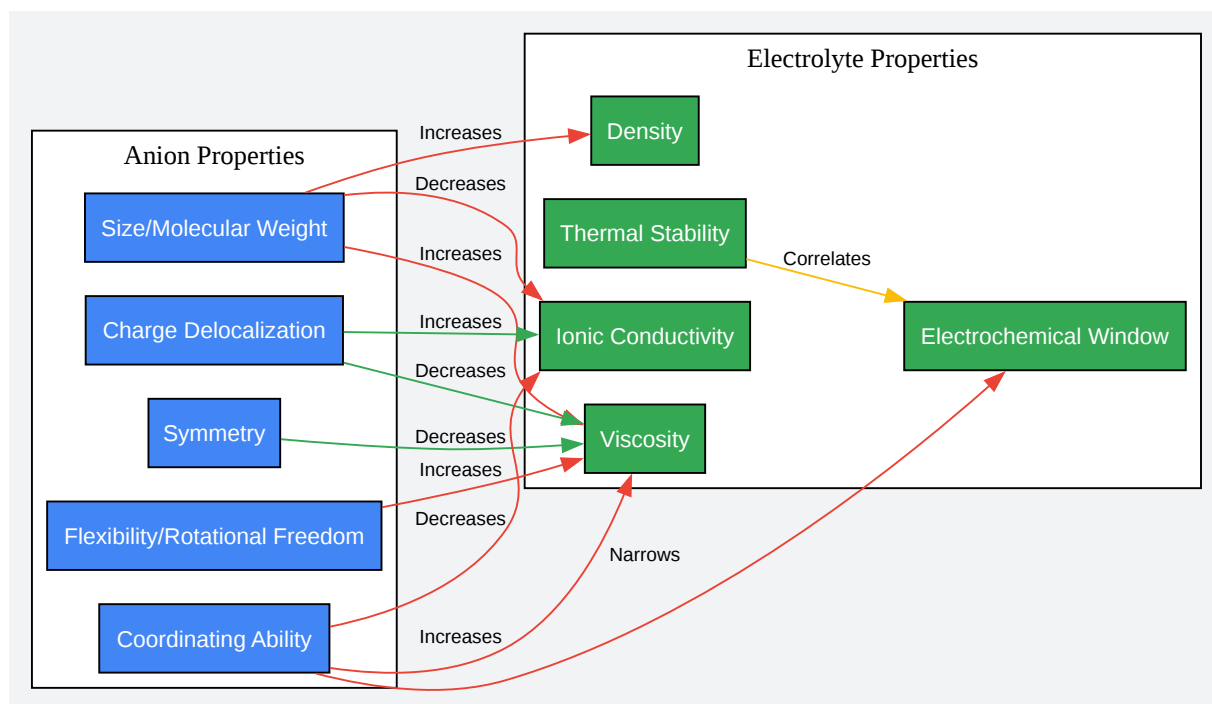 Electrolyte Properties
Density
Increases
Anion Properties
Decreases
Size/Molecular Weight
Thermal Stability
Increases
Correlates
Charge Delocalization
Increases
Ionic Conductivity
Electrochemical Window
Decreases
Symmetry
Decreases
Viscosity
Increases
Decreases
Flexibility/Rotational Freedom
Narrows
Coordinating Ability
Increases